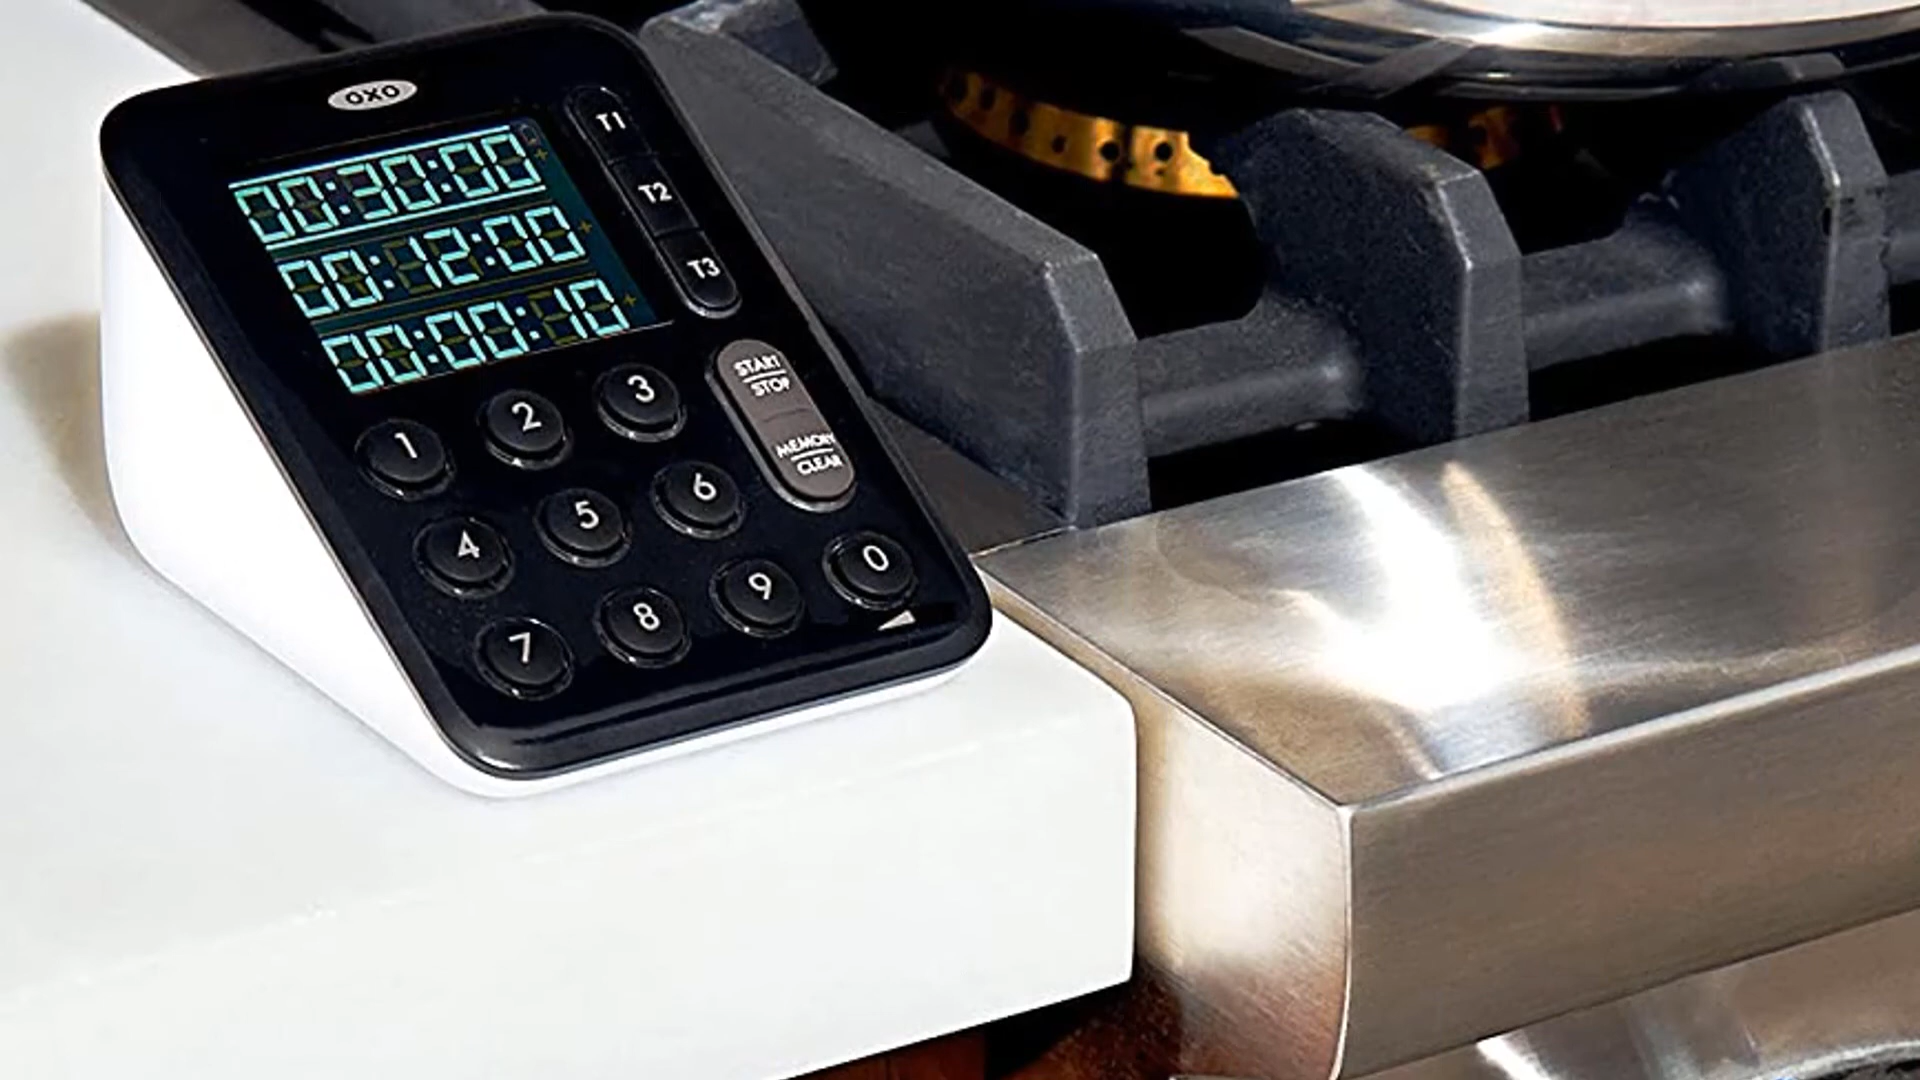 OXO
00:30:00
00:12:00
00:00:10
T1
T2
T3
START
STOP
MEMORY
CLEAR
1 2 3
4 5 6
7 8 9 0